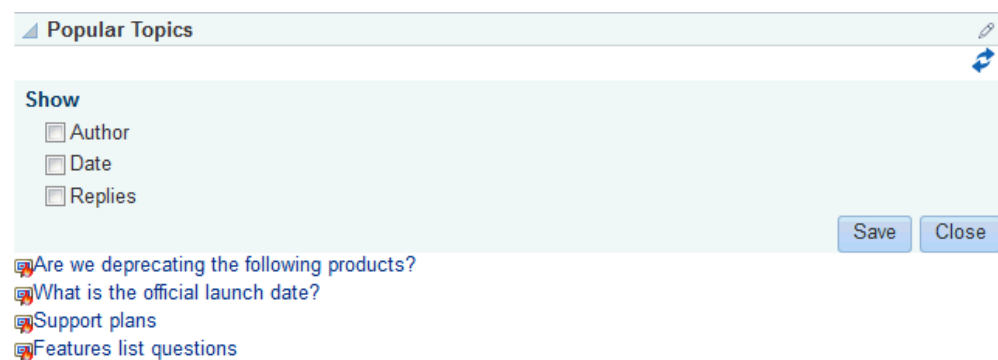 Popular Topics
Show
Author
Date
Replies
Save Close
Are we deprecating the following products?
What is the official launch date?
Support plans
Features list questions